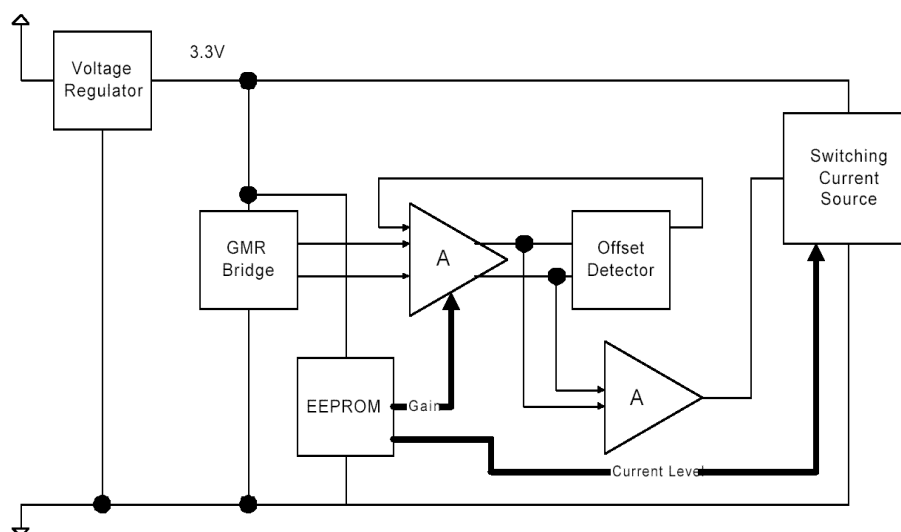 3.3V
Voltage
Regulator
Switching
Current
Source
GMR
Bridge
A
Offset
Detector
EEPROM
Gain
A
Current Level